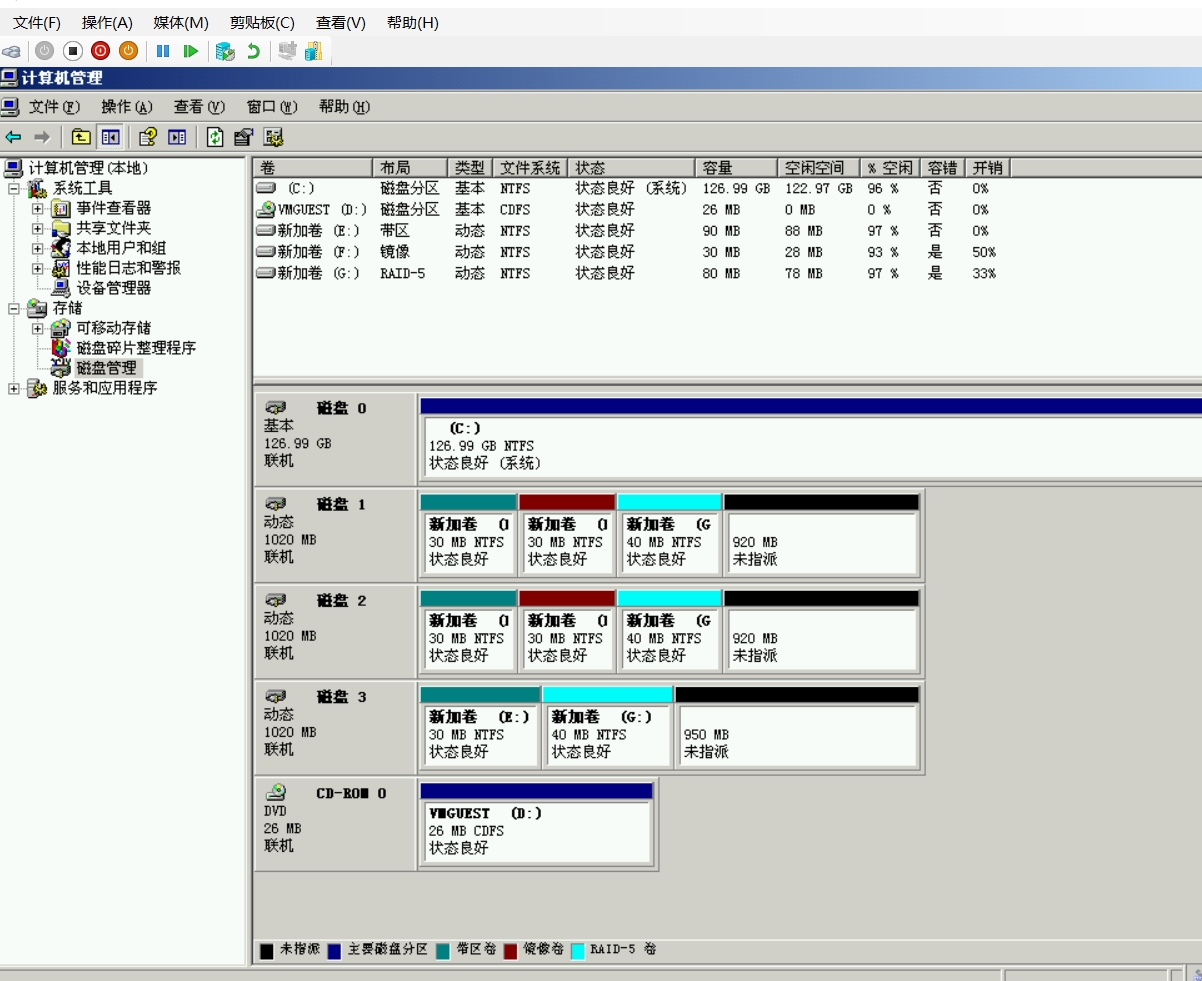 文件(F) 操作(A) 媒体(M) 剪贴板(C) 查看(V) 帮助(H)
计算机管理
文件(F) 操作(A) 查看(V) 窗口(W) 帮助(H)
计算机管理(本地)
系统工具
事件查看器
共享文件夹
本地用户和组
性能日志和警报
设备管理器
存储
可移动存储
磁盘碎片整理程序
磁盘管理
服务和应用程序
卷 布局 类型 文件系统 状态 容量 空闲空间 % 空闲 容错 开销
(C:) 磁盘分区 基本 NTFS 状态良好 (系统) 126.99 GB 122.97 GB 96 % 否 0%
VMGUEST (D:) 磁盘分区 基本 CDFS 状态良好 26 MB 0 MB 0 % 否 0%
新加卷 (E:) 带区 动态 NTFS 状态良好 90 MB 88 MB 97 % 否 0%
新加卷 (F:) 镜像 动态 NTFS 状态良好 30 MB 28 MB 93 % 是 50%
新加卷 (G:) RAID-5 动态 NTFS 状态良好 80 MB 78 MB 97 % 是 33%
磁盘 0
基本
126.99 GB
联机
(C:)
126.99 GB NTFS
状态良好 (系统)
磁盘 1
动态
1020 MB
联机
新加卷
30 MB NTFS
状态良好
新加卷
30 MB NTFS
状态良好
新加卷 (G
40 MB NTFS
状态良好
920 MB
未指派
磁盘 2
动态
1020 MB
联机
新加卷
30 MB NTFS
状态良好
新加卷
30 MB NTFS
状态良好
新加卷 (G
40 MB NTFS
状态良好
920 MB
未指派
磁盘 3
动态
1020 MB
联机
新加卷 (E:)
30 MB NTFS
状态良好
新加卷 (G:)
40 MB NTFS
状态良好
950 MB
未指派
CD-ROM 0
DVD
26 MB
联机
VMGUEST (D:)
26 MB CDFS
状态良好
未指派 主要磁盘分区 带区卷 镜像卷 RAID-5 卷